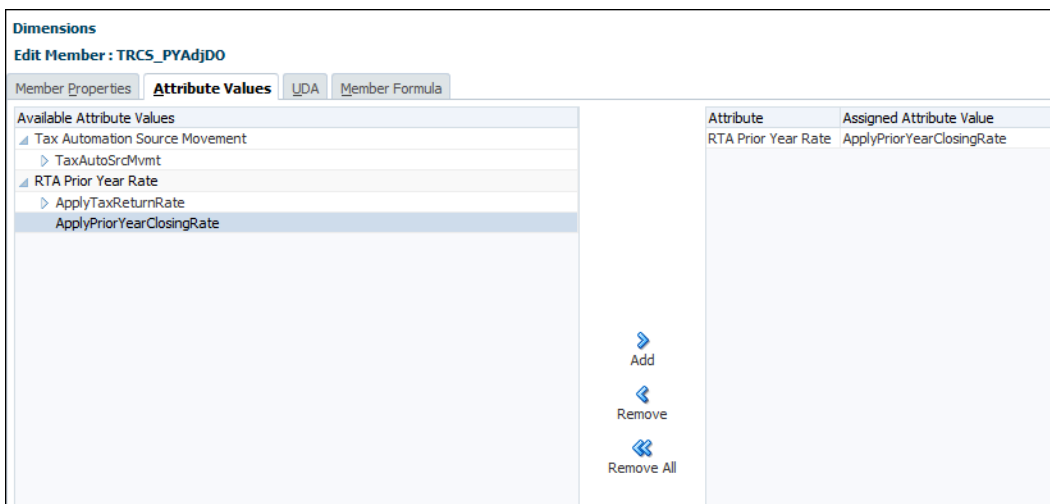 Dimensions
Edit Member : TRCS_PYAdjDO
Member Properties Attribute Values UDA Member Formula
Available Attribute Values
Tax Automation Source Movement
TaxAutoSrcMvmt
RTA Prior Year Rate
ApplyTaxReturnRate
ApplyPriorYearClosingRate
Add
Remove
Remove All
Attribute Assigned Attribute Value
RTA Prior Year Rate ApplyPriorYearClosingRate